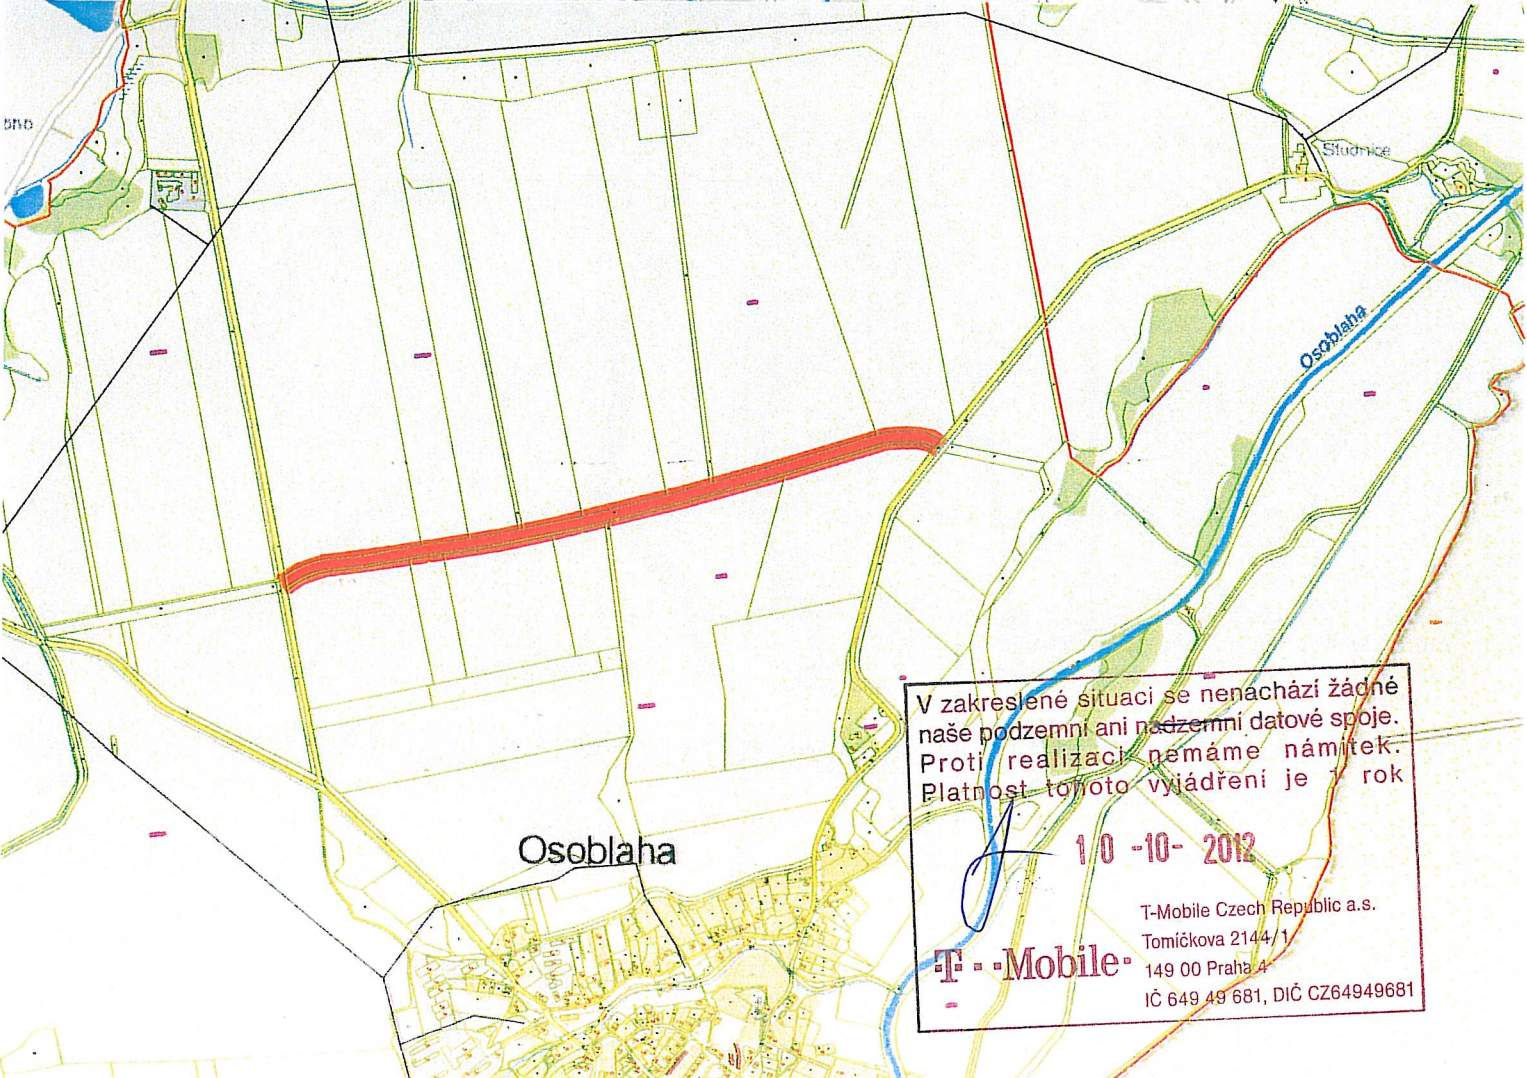 Studnice
Osoblaha
Osoblaha
V zakreslené situaci se nenachází žádné
naše podzemní ani nadzemní datové spoje.
Proti realizaci nemáme námitek.
Platnost tohoto vyjádření je 1 rok
10 -10- 2012
T-Mobile Czech Republic a.s.
Tomíčkova 2144/1
149 00 Praha 4
IČ 649 49 681, DIČ CZ64949681
T··Mobile·